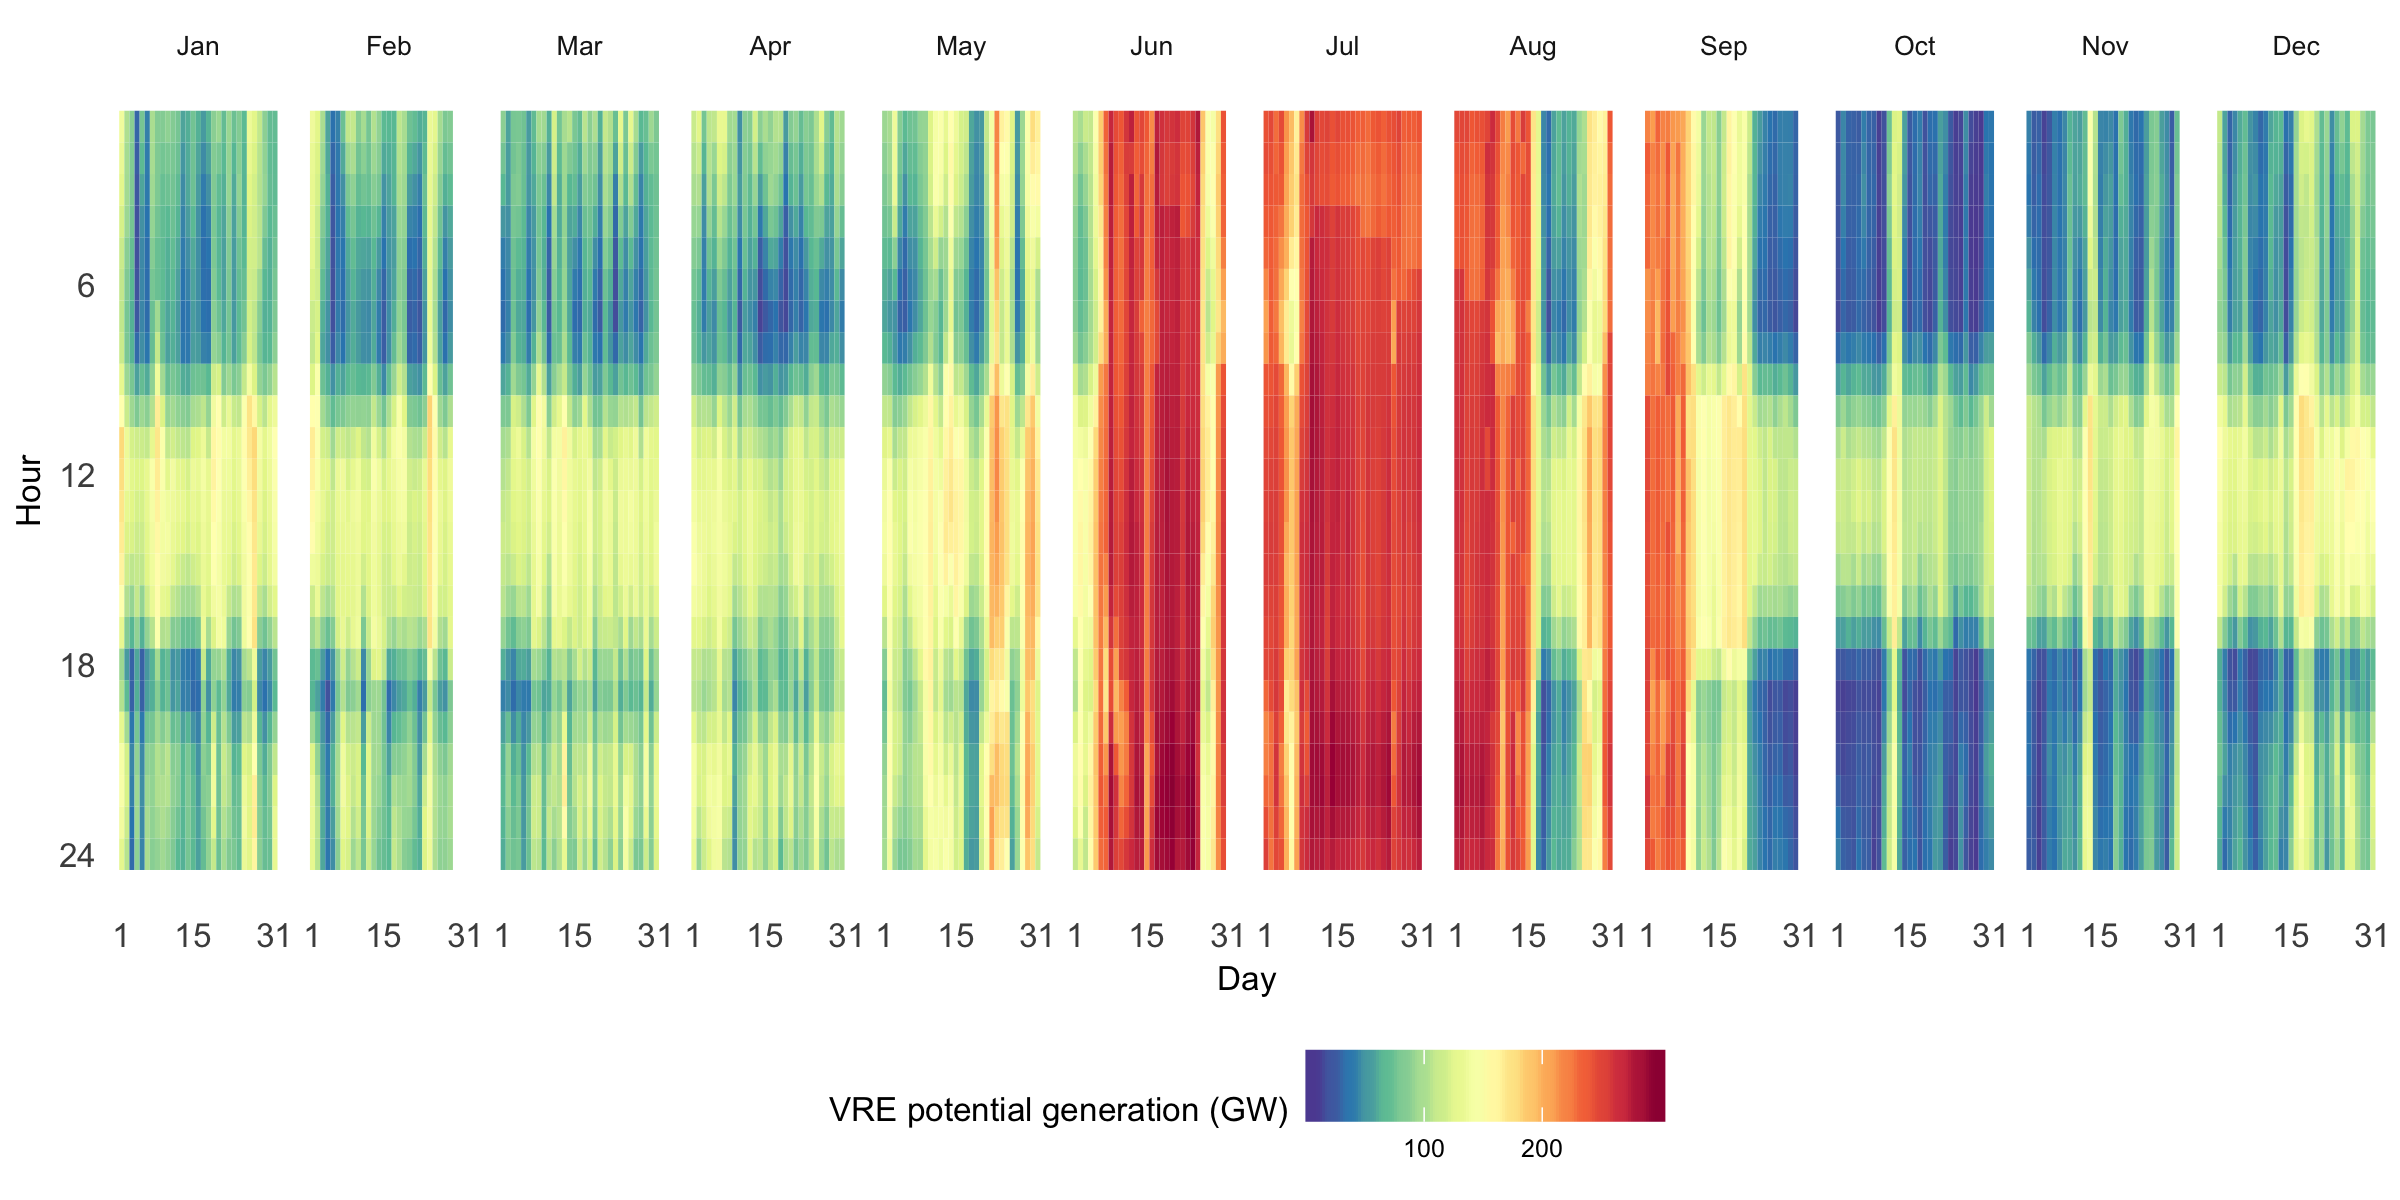 Jan Feb Mar Apr May Jun Jul Aug Sep Oct Nov Dec
6
12
18
24
Hour
1 15 31 1 15 31 1 15 31 1 15 31 1 15 31 1 15 31 1 15 31 1 15 31 1 15 31 1 15 31 1 15 31 1 15 31
Day
VRE potential generation (GW)
100 200